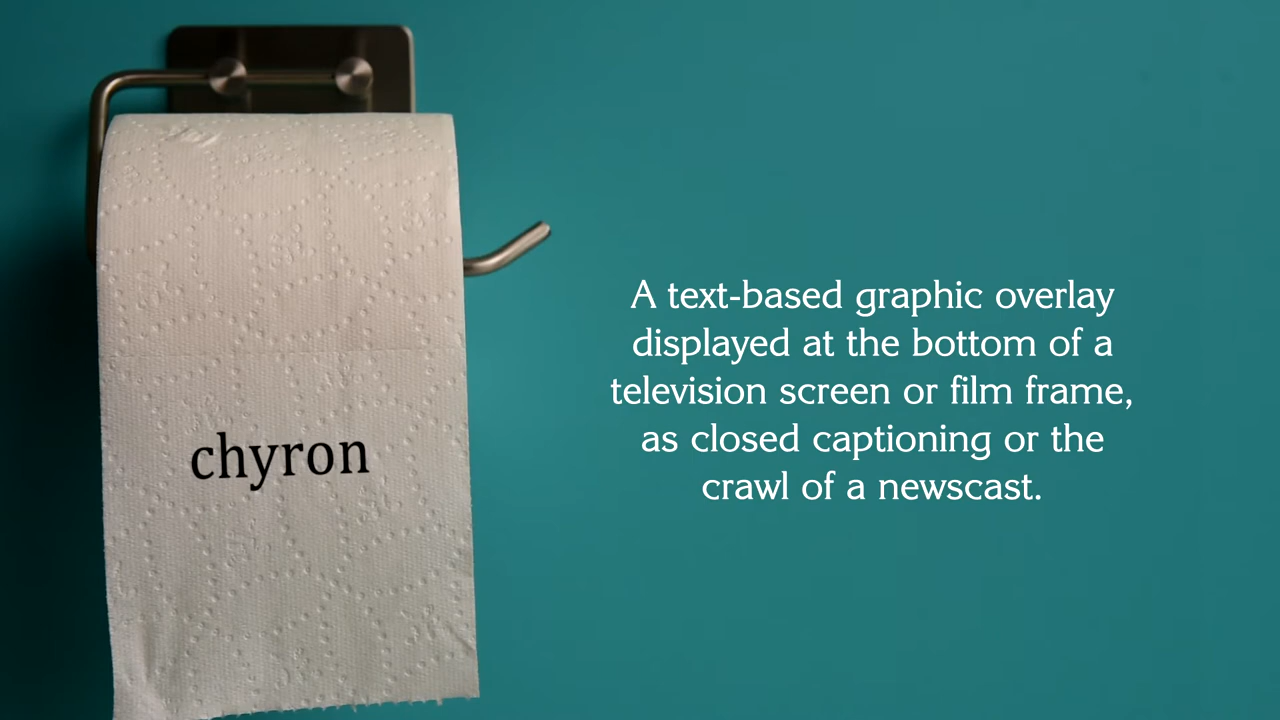 chyron
A text-based graphic overlay
displayed at the bottom of a
television screen or film frame,
as closed captioning or the
crawl of a newscast.